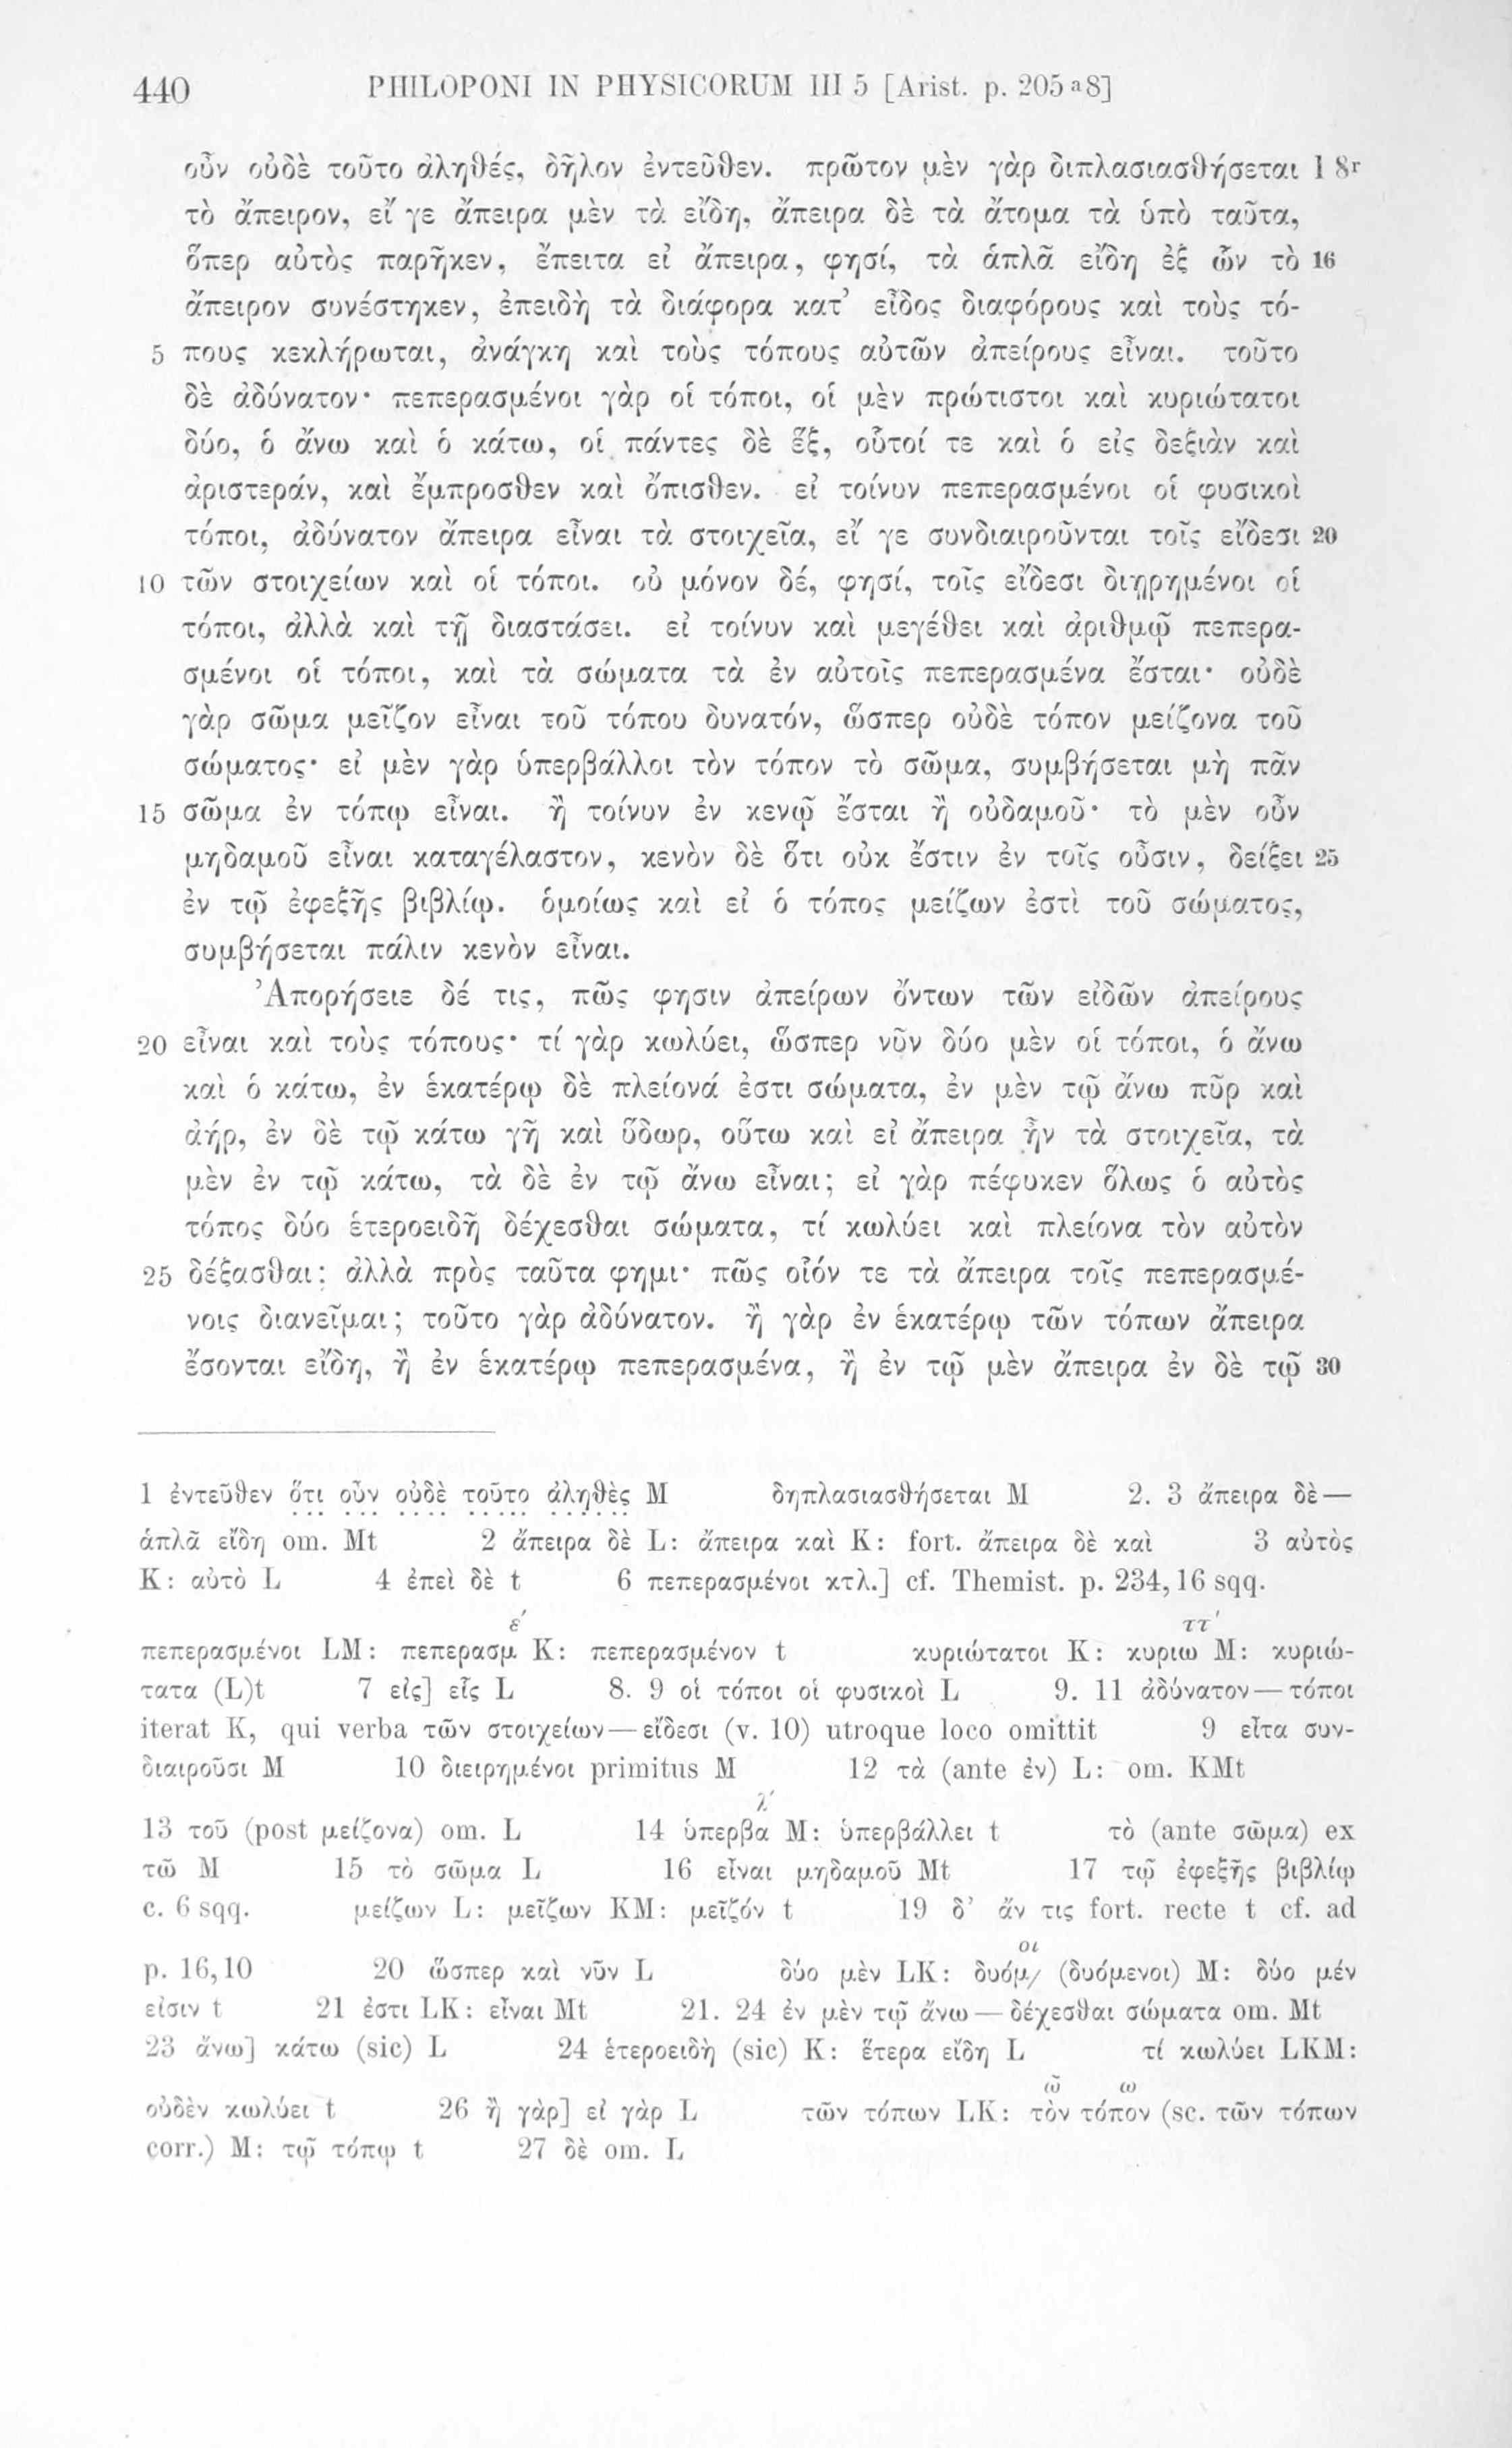 440 PHILOPONI IN PHYSICORUM III 5 [Arist. p. 205 a 8]
οὖν οὐδὲ τοῦτο ἀληθές, δῆλον ἐντεῦθεν. πρῶτον μὲν γὰρ διπλασιασθήσεται 1 8r
τὸ ἄπειρον, εἴ γε ἄπειρα μὲν τὰ εἴδη, ἄπειρα δὲ τὰ ἄτομα τὰ ὑπὸ ταῦτα,
ὅπερ αὐτὸς παρῆκεν, ἔπειτα εἰ ἄπειρα, φησί, τὰ ἁπλᾶ εἴδη ἐξ ὧν τὸ 16
ἄπειρον συνέστηκεν, ἐπειδὴ τὰ διάφορα κατ’ εἶδος διαφόρους καὶ τοὺς τό-
5 πους κεκλήρωται, ἀνάγκη καὶ τοὺς τόπους αὐτῶν ἀπείρους εἶναι. τοῦτο
δὲ ἀδύνατον· πεπερασμένοι γὰρ οἱ τόποι, οἱ μὲν πρώτιστοι καὶ κυριώτατοι
δύο, ὁ ἄνω καὶ ὁ κάτω, οἱ πάντες δὲ ἕξ, οὗτοί τε καὶ ὁ εἰς δεξιὰν καὶ
ἀριστεράν, καὶ ἔμπροσθεν καὶ ὄπισθεν. εἰ τοίνυν πεπερασμένοι οἱ φυσικοὶ
τόποι, ἀδύνατον ἄπειρα εἶναι τὰ στοιχεῖα, εἴ γε συνδιαιροῦνται τοῖς εἴδεσι 20
10 τῶν στοιχείων καὶ οἱ τόποι. οὐ μόνον δέ, φησί, τοῖς εἴδεσι διῃρημένοι οἱ
τόποι, ἀλλὰ καὶ τῇ διαστάσει. εἰ τοίνυν καὶ μεγέθει καὶ ἀριθμῷ πεπερα-
σμένοι οἱ τόποι, καὶ τὰ σώματα τὰ ἐν αὐτοῖς πεπερασμένα ἔσται· οὐδὲ
γὰρ σῶμα μεῖζον εἶναι τοῦ τόπου δυνατόν, ὥσπερ οὐδὲ τόπον μείζονα τοῦ
σώματος· εἰ μὲν γὰρ ὑπερβάλλοι τὸν τόπον τὸ σῶμα, συμβήσεται μὴ πᾶν
15 σῶμα ἐν τόπῳ εἶναι. ἢ τοίνυν ἐν κενῷ ἔσται ἢ οὐδαμοῦ· τὸ μὲν οὖν
μηδαμοῦ εἶναι καταγέλαστον, κενὸν δὲ ὅτι οὐκ ἔστιν ἐν τοῖς οὖσιν, δείξει 25
ἐν τῷ ἐφεξῆς βιβλίῳ. ὁμοίως καὶ εἰ ὁ τόπος μείζων ἐστὶ τοῦ σώματος,
συμβήσεται πάλιν κενὸν εἶναι.
Ἀπορήσειε δέ τις, πῶς φησιν ἀπείρων ὄντων τῶν εἰδῶν ἀπείρους
20 εἶναι καὶ τοὺς τόπους· τί γὰρ κωλύει, ὥσπερ νῦν δύο μὲν οἱ τόποι, ὁ ἄνω
καὶ ὁ κάτω, ἐν ἑκατέρῳ δὲ πλείονά ἐστι σώματα, ἐν μὲν τῷ ἄνω πῦρ καὶ
ἀήρ, ἐν δὲ τῷ κάτω γῆ καὶ ὕδωρ, οὕτω καὶ εἰ ἄπειρα ἦν τὰ στοιχεῖα, τὰ
μὲν ἐν τῷ κάτω, τὰ δὲ ἐν τῷ ἄνω εἶναι; εἰ γὰρ πέφυκεν ὅλως ὁ αὐτὸς
τόπος δύο ἑτεροειδῆ δέχεσθαι σώματα, τί κωλύει καὶ πλείονα τὸν αὐτὸν
25 δέξασθαι; ἀλλὰ πρὸς ταῦτα φημι· πῶς οἷόν τε τὰ ἄπειρα τοῖς πεπερασμέ-
νοις διανεῖμαι; τοῦτο γὰρ ἀδύνατον. ἢ γὰρ ἐν ἑκατέρῳ τῶν τόπων ἄπειρα
ἔσονται εἴδη, ἢ ἐν ἑκατέρῳ πεπερασμένα, ἢ ἐν τῷ μὲν ἄπειρα ἐν δὲ τῷ 30
1 ἐντεῦθεν ὅτι οὖν οὐδὲ τοῦτο ἀληθὲς M δηπλασιασθήσεται M 2. 3 ἄπειρα δὲ—
ἁπλᾶ εἴδη om. Mt 2 ἄπειρα δὲ L: ἄπειρα καὶ K: fort. ἄπειρα δὲ καὶ 3 αὐτὸς
K: αὐτὸ L 4 ἐπεὶ δὲ t 6 πεπερασμένοι κτλ.] cf. Themist. p. 234,16 sqq.
πεπερασμένοι LM: πεπερασμε´ K: πεπερασμένον t κυριώτατοι K: κυριωττ´ M: κυριώ-
τατα (L)t 7 εἰς] εἷς L 8. 9 οἱ τόποι οἱ φυσικοὶ L 9. 11 ἀδύνατον—τόποι
iterat K, qui verba τῶν στοιχείων—εἴδεσι (v. 10) utroque loco omittit 9 εἶτα συν-
διαιροῦσι M 10 διειρημένοι primitus M 12 τὰ (ante ἐν) L: om. KMt
13 τοῦ (post μείζονα) om. L 14 ὑπερβαλ´ M: ὑπερβάλλει t τὸ (ante σῶμα) ex
τῶ M 15 τὸ σῶμα L 16 εἶναι μηδαμοῦ Mt 17 τῷ ἐφεξῆς βιβλίῳ
c. 6 sqq. μείζων L: μεῖζων KM: μεῖζόν t 19 δ’ ἄν τις fort. recte t cf. ad
p. 16,10 20 ὥσπερ καὶ νῦν L δύο μὲν LK: δυόμοι/ (δυόμενοι) M: δύο μέν
εἰσιν t 21 ἐστι LK: εἶναι Mt 21. 24 ἐν μὲν τῷ ἄνω—δέχεσθαι σώματα om. Mt
23 ἄνω] κάτω (sic) L 24 ἑτεροειδὴ (sic) K: ἕτερα εἴδη L τί κωλύει LKM:
οὐδὲν κωλύει t 26 ἢ γὰρ] εἰ γὰρ L τῶν τόπων LK: τὸν τόπον ῶ ω (sc. τῶν τόπων
corr.) M: τῷ τόπῳ t 27 δὲ om. L